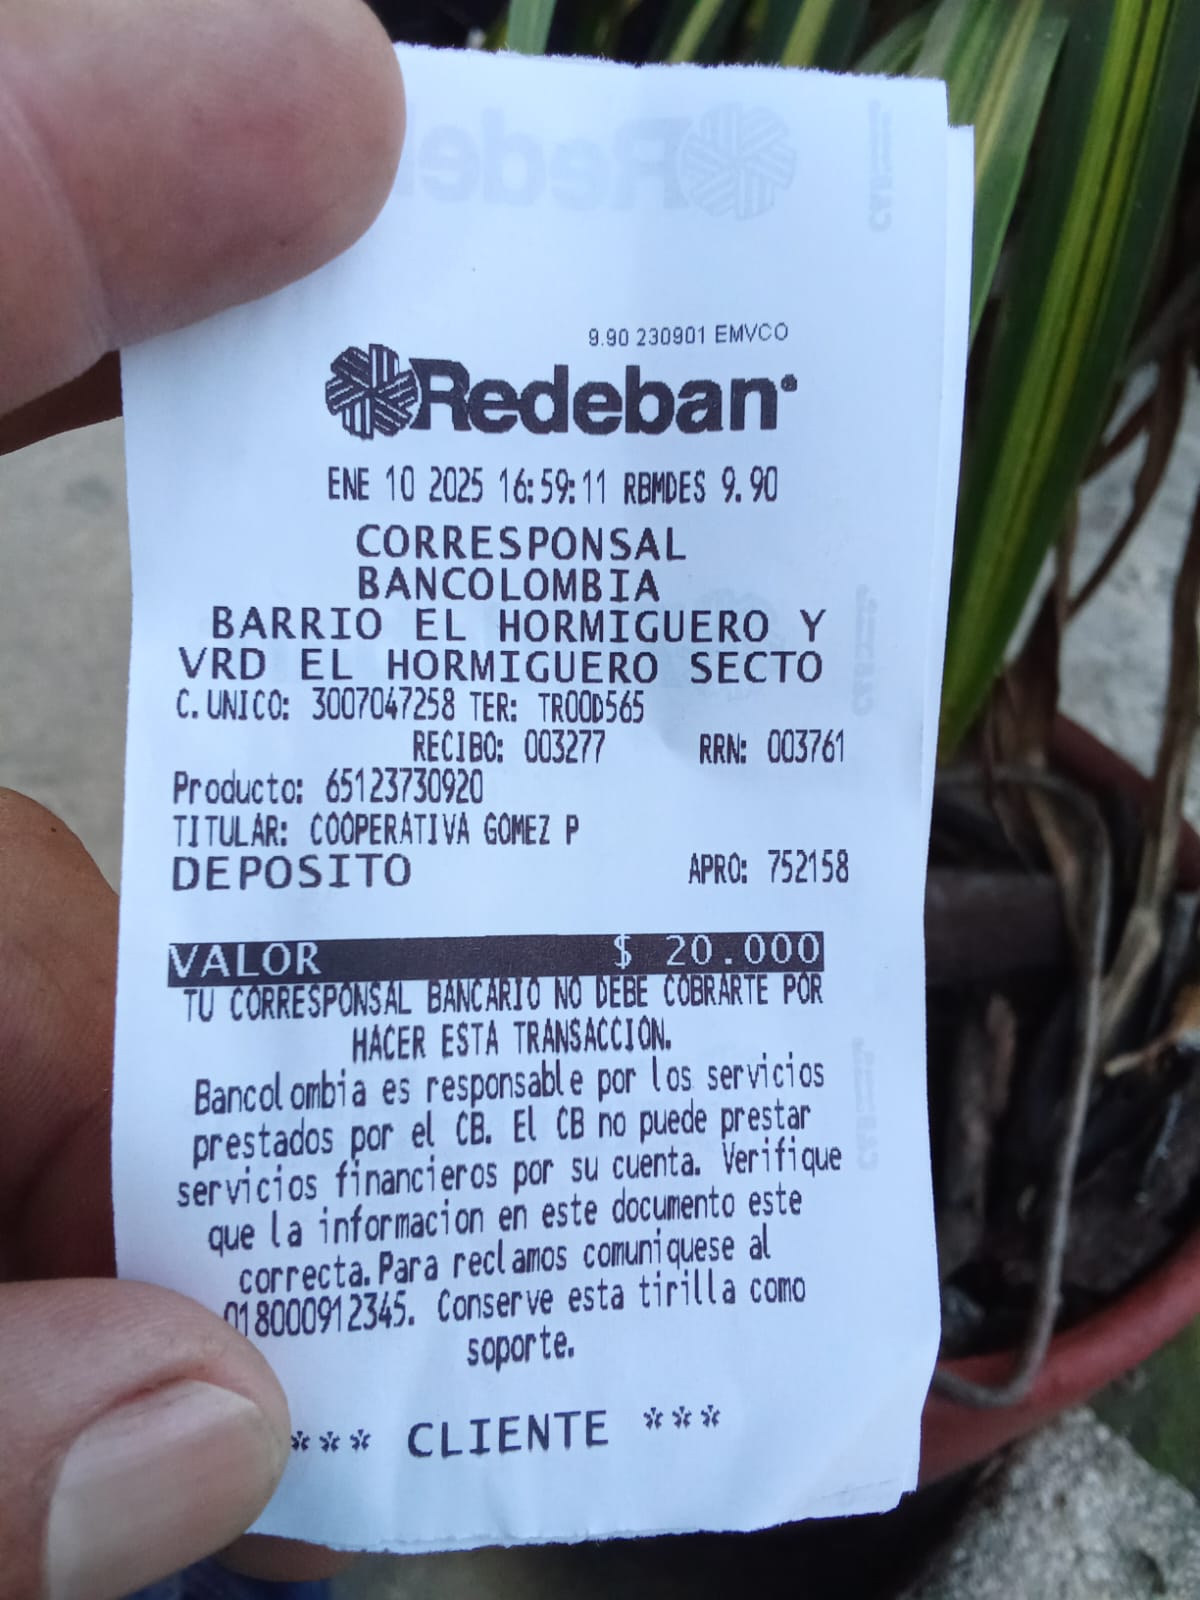 9.90 230901 EMVCO
Redeban®
ENE 10 2025 16:59:11 RBMDES 9.90
CORRESPONSAL
BANCOLOMBIA
BARRIO EL HORMIGUERO Y
VRD EL HORMIGUERO SECTO
C. UNICO: 3007047258 TER: TR00D565
RECIBO: 003277 RRN: 003761
Producto: 65123730920
TITULAR: COOPERATIVA GOMEZ P
DEPOSITO APRO: 752158
VALOR $ 20.000
TU CORRESPONSAL BANCARIO NO DEBE COBRARTE POR
HACER ESTA TRANSACCION.
Bancolombia es responsable por los servicios
prestados por el CB. El CB no puede prestar
servicios financieros por su cuenta. Verifique
que la informacion en este documento este
correcta. Para reclamos comuniquese al
018000912345. Conserve esta tirilla como
soporte.
*** CLIENTE ***